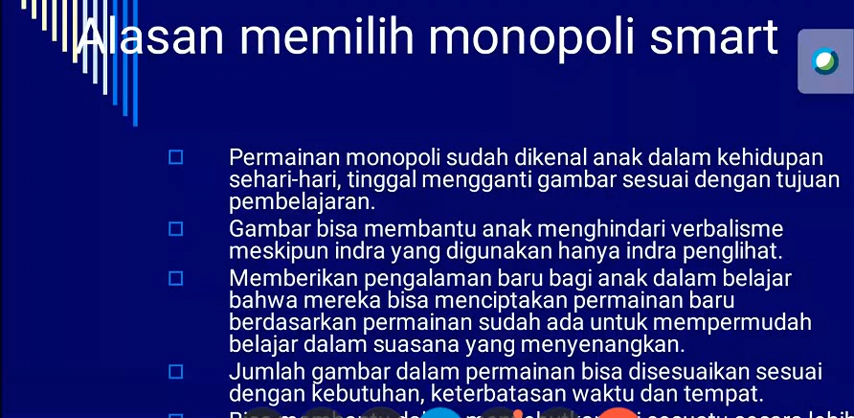 Alasan memilih monopoli smart
Permainan monopoli sudah dikenal anak dalam kehidupan
sehari-hari, tinggal mengganti gambar sesuai dengan tujuan
pembelajaran.
Gambar bisa membantu anak menghindari verbalisme
meskipun indra yang digunakan hanya indra penglihat.
Memberikan pengalaman baru bagi anak dalam belajar
bahwa mereka bisa menciptakan permainan baru
berdasarkan permainan sudah ada untuk mempermudah
belajar dalam suasana yang menyenangkan.
Jumlah gambar dalam permainan bisa disesuaikan sesuai
dengan kebutuhan, keterbatasan waktu dan tempat.